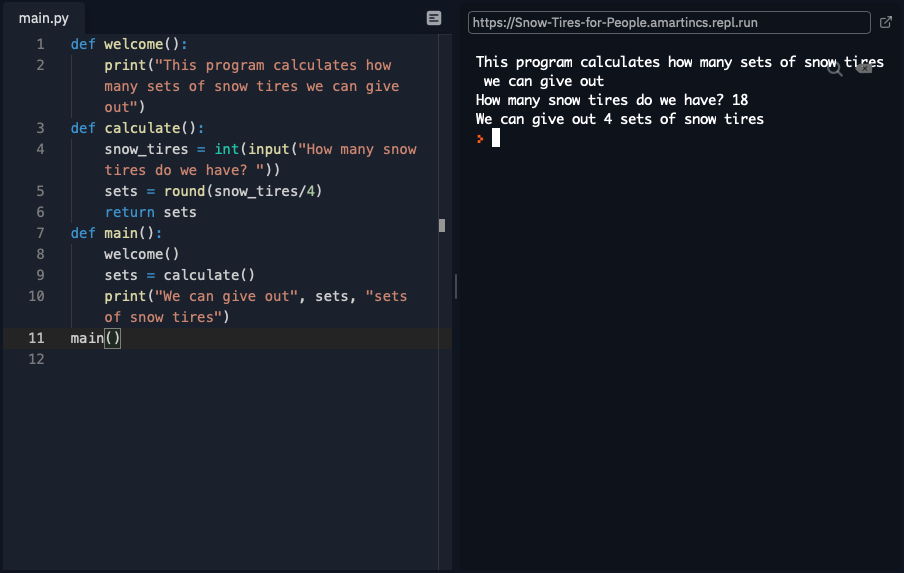 main.py
https://Snow-Tires-for-People.amartincs.repl.run
1 def welcome():
2 print("This program calculates how
many sets of snow tires we can give
out")
3 def calculate():
4 snow_tires = int(input("How many snow
tires do we have? "))
5 sets = round(snow_tires/4)
6 return sets
7 def main():
8 welcome()
9 sets = calculate()
10 print("We can give out", sets, "sets
of snow tires")
11 main()
12
This program calculates how many sets of snow tires
we can give out
How many snow tires do we have? 18
We can give out 4 sets of snow tires